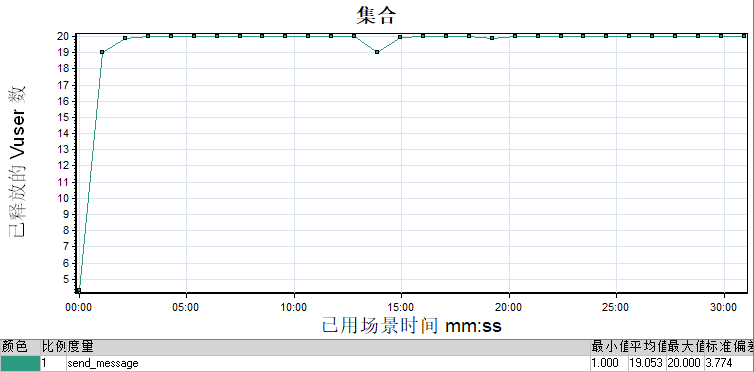 集合
已释放的 Vuser 数
20
19
18
17
16
15
14
13
12
11
10
9
8
7
6
5
00:00 05:00 10:00 15:00 20:00 25:00 30:00
已用场景时间 mm:ss
颜色 比例 度量 最小值 平均值 最大值 标准偏差
1 send_message 1.000 19.053 20.000 3.774